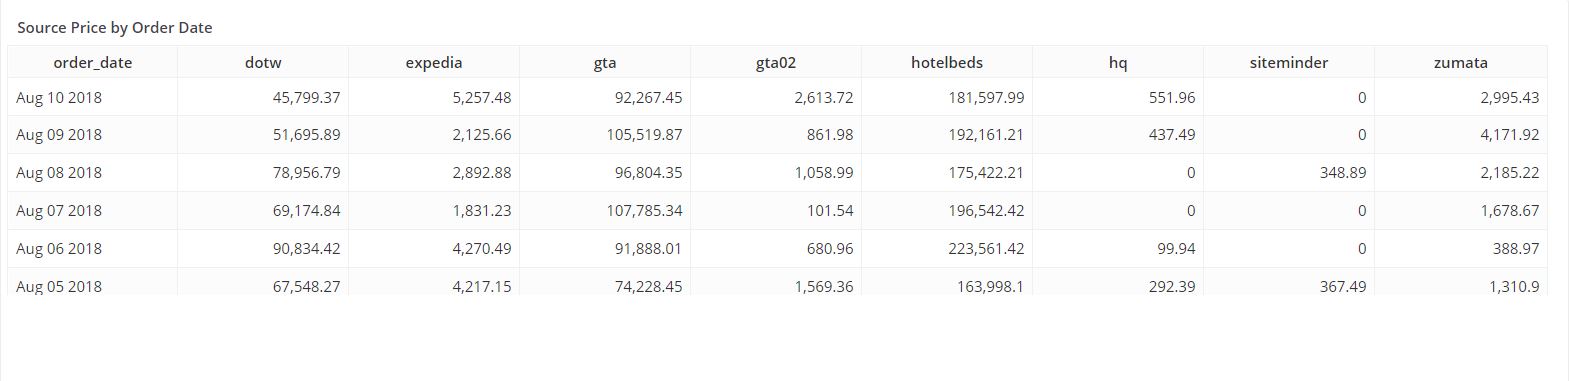 Source Price by Order Date
order_date dotw expedia gta gta02 hotelbeds hq siteminder zumata
Aug 10 2018 45,799.37 5,257.48 92,267.45 2,613.72 181,597.99 551.96 0 2,995.43
Aug 09 2018 51,695.89 2,125.66 105,519.87 861.98 192,161.21 437.49 0 4,171.92
Aug 08 2018 78,956.79 2,892.88 96,804.35 1,058.99 175,422.21 0 348.89 2,185.22
Aug 07 2018 69,174.84 1,831.23 107,785.34 101.54 196,542.42 0 0 1,678.67
Aug 06 2018 90,834.42 4,270.49 91,888.01 680.96 223,561.42 99.94 0 388.97
Aug 05 2018 67,548.27 4,217.15 74,228.45 1,569.36 163,998.1 292.39 367.49 1,310.9